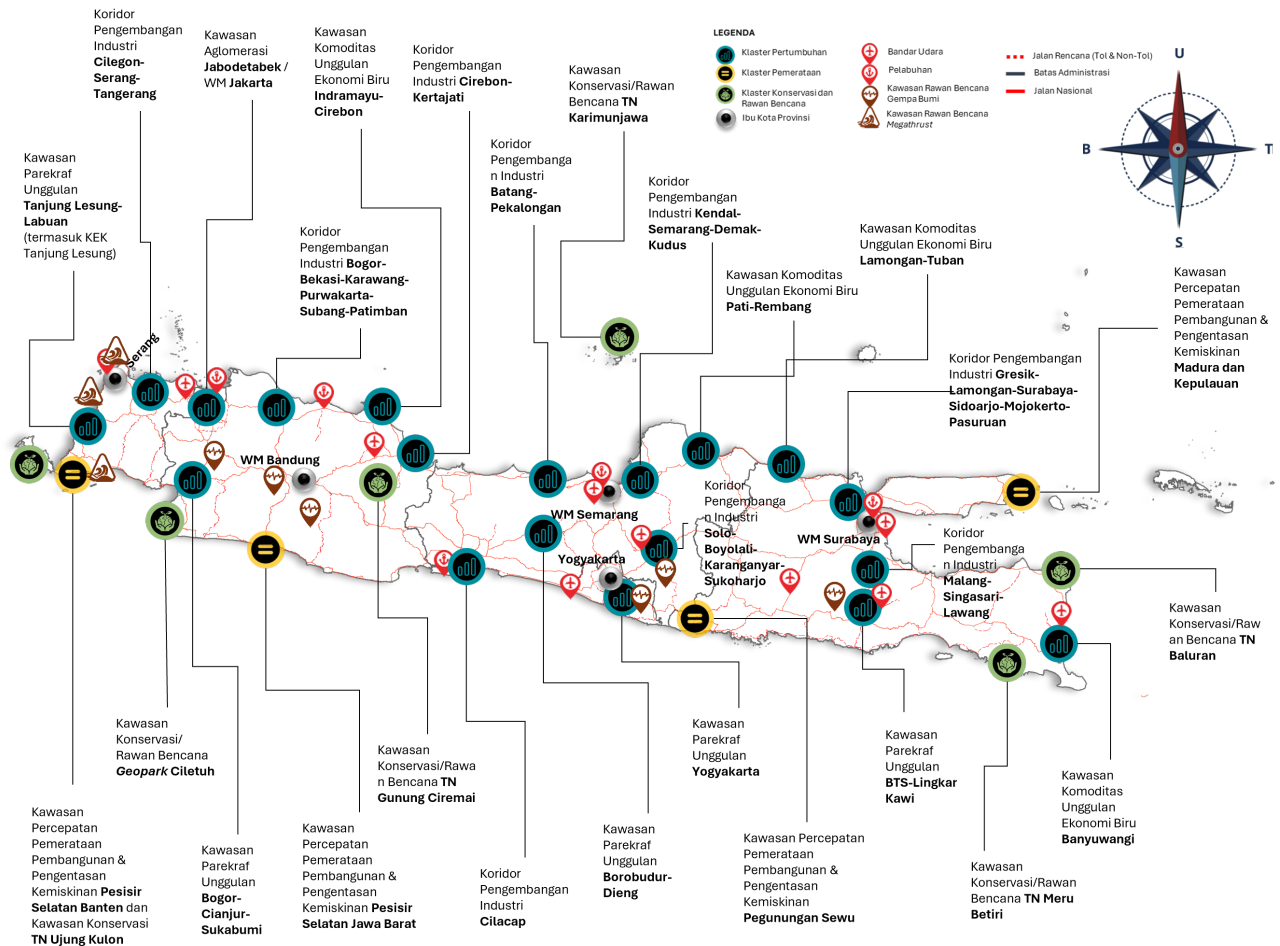 Koridor
Pengembangan
Industri
Cilegon-
Serang-
Tangerang
Kawasan
Aglomerasi
Jabodetabek /
WM Jakarta
Kawasan
Komoditas
Unggulan
Ekonomi Biru
Indramayu-
Cirebon
Koridor
Pengembangan
Industri Cirebon-
Kertajati
Kawasan
Konservasi/Rawan
Bencana TN
Karimunjawa
LEGENDA
Klaster Pertumbuhan
Klaster Pemerataan
Klaster Konservasi dan
Rawan Bencana
Ibu Kota Provinsi
Bandar Udara
Pelabuhan
Kawasan Rawan Bencana
Gempa Bumi
Kawasan Rawan Bencana
Megathrust
Jalan Rencana (Tol & Non-Tol)
Batas Administrasi
Jalan Nasional
U
B
T
S
Kawasan
Parekraf
Unggulan
Tanjung Lesung-
Labuan
(termasuk KEK
Tanjung Lesung)
Koridor
Pengembanga
n Industri
Batang-
Pekalongan
Koridor
Pengembangan
Industri Kendal-
Semarang-Demak-
Kudus
Koridor
Pengembangan
Industri Bogor-
Bekasi-Karawang-
Purwakarta-
Subang-Patimban
Kawasan Komoditas
Unggulan Ekonomi Biru
Lamongan-Tuban
Kawasan Komoditas
Unggulan Ekonomi Biru
Pati-Rembang
Kawasan
Percepatan
Pemerataan
Pembangunan &
Pengentasan
Kemiskinan
Madura dan
Kepulauan
Koridor Pengembangan
Industri Gresik-
Lamongan-Surabaya-
Sidoarjo-Mojokerto-
Pasuruan
Serang
WM Bandung
WM Semarang
Yogyakarta
Koridor
Pengembanga
n Industri
Solo-
Boyolali-
Karanganyar-
Sukoharjo
WM Surabaya
Koridor
Pengembanga
n Industri
Malang-
Singasari-
Lawang
Kawasan
Konservasi/Raw
an Bencana TN
Baluran
Kawasan
Konservasi/
Rawan Bencana
Geopark Ciletuh
Kawasan
Konservasi/Rawa
n Bencana TN
Gunung Ciremai
Kawasan
Parekraf
Unggulan
Yogyakarta
Kawasan
Parekraf
Unggulan
BTS-Lingkar
Kawi
Kawasan
Komoditas
Unggulan
Ekonomi Biru
Banyuwangi
Kawasan
Percepatan
Pemerataan
Pembangunan &
Pengentasan
Kemiskinan Pesisir
Selatan Banten dan
Kawasan Konservasi
TN Ujung Kulon
Kawasan
Parekraf
Unggulan
Bogor-
Cianjur-
Sukabumi
Kawasan
Percepatan
Pemerataan
Pembangunan &
Pengentasan
Kemiskinan Pesisir
Selatan Jawa Barat
Koridor
Pengembangan
Industri
Cilacap
Kawasan
Parekraf
Unggulan
Borobudur-
Dieng
Kawasan Percepatan
Pemerataan
Pembangunan &
Pengentasan
Kemiskinan
Pegunungan Sewu
Kawasan
Konservasi/Rawan
Bencana TN Meru
Betiri